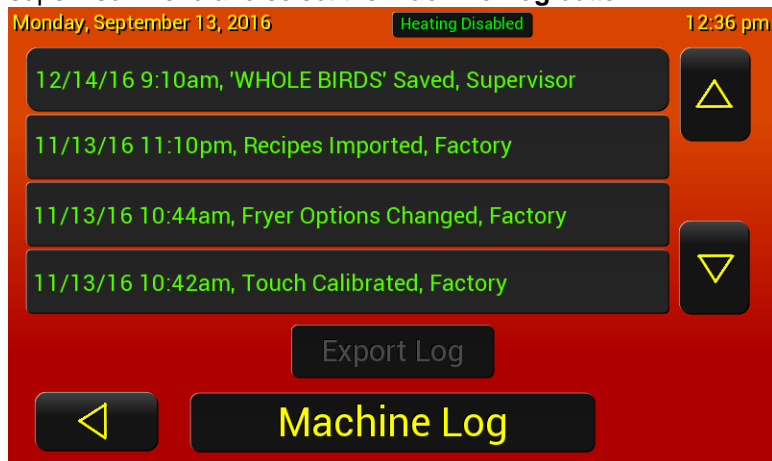 Monday, September 13, 2016 Heating Disabled 12:36 pm
12/14/16 9:10am, 'WHOLE BIRDS' Saved, Supervisor
11/13/16 11:10pm, Recipes Imported, Factory
11/13/16 10:44am, Fryer Options Changed, Factory
11/13/16 10:42am, Touch Calibrated, Factory
Export Log
Machine Log